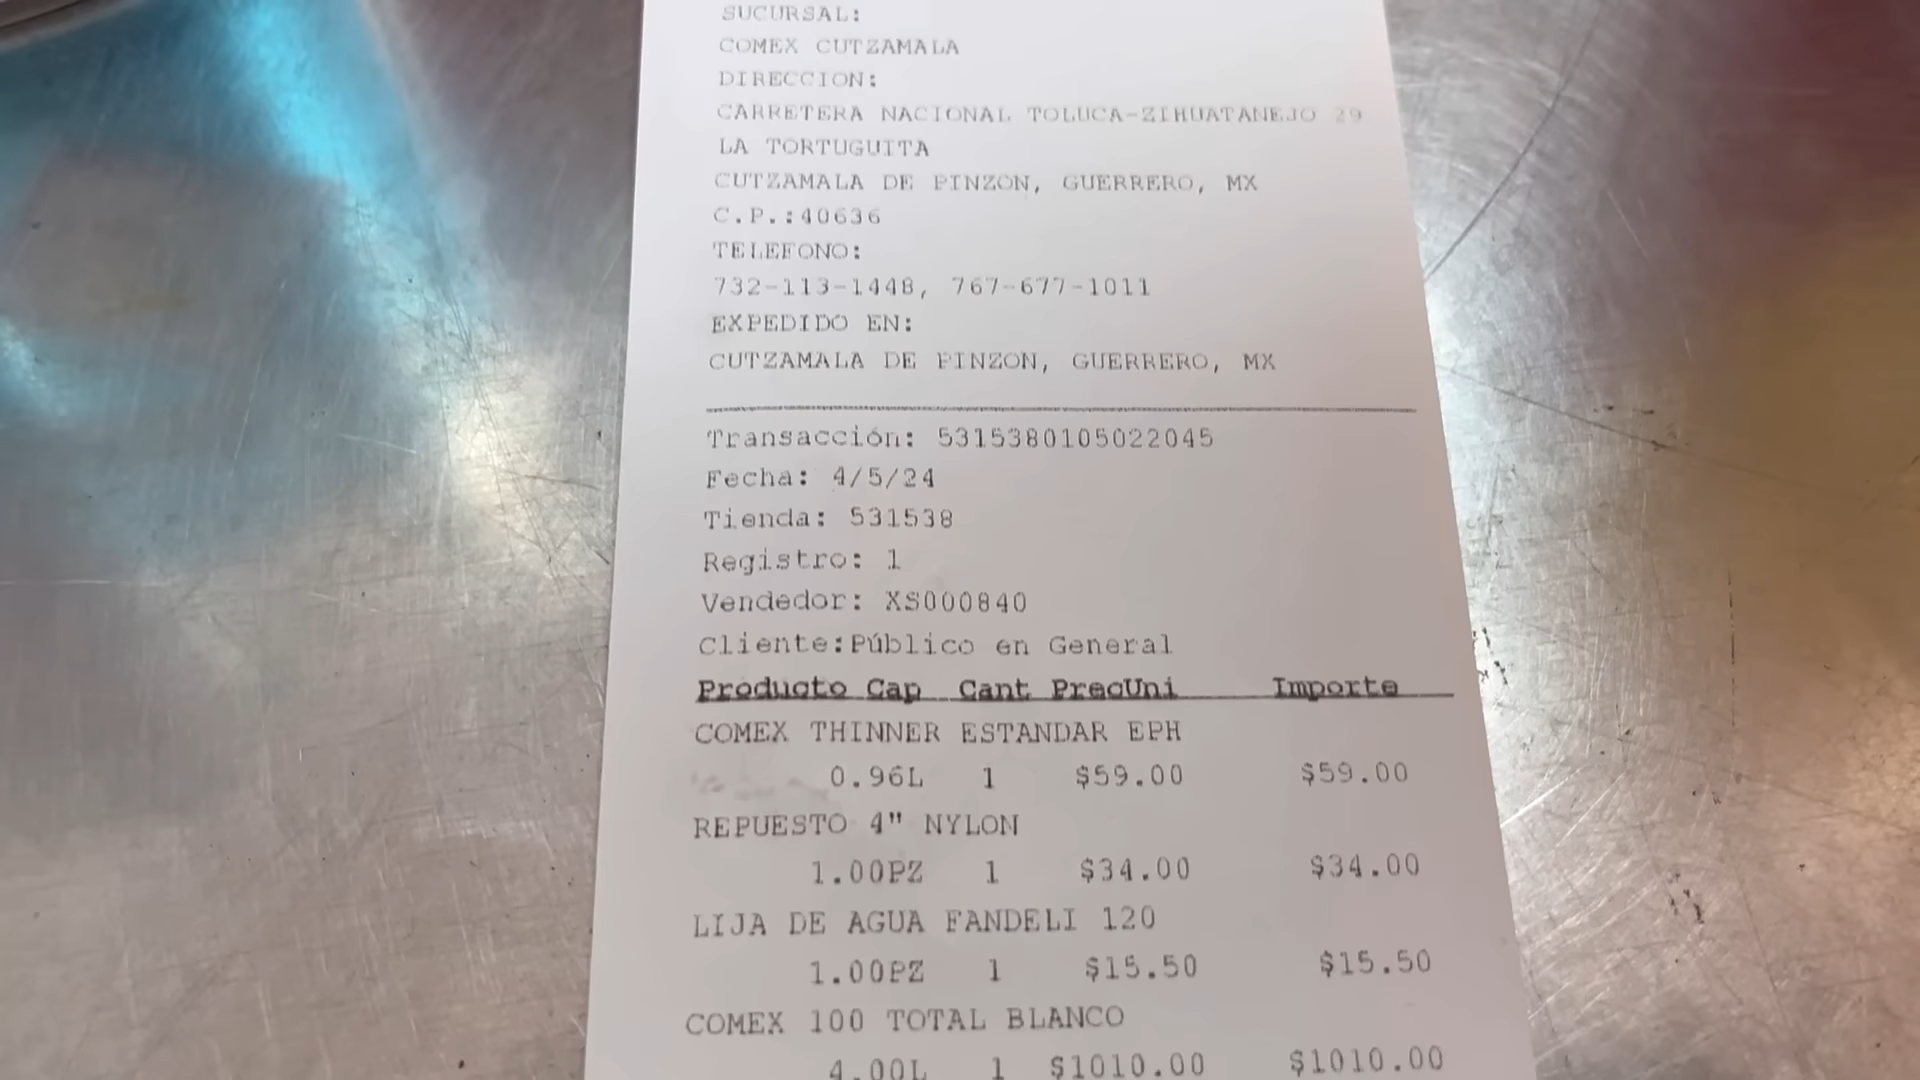 SUCURSAL:
COMEX CUTZAMALA
DIRECCION:
CARRETERA NACIONAL TOLUCA-ZIHUATANEJO 29
LA TORTUGUITA
CUTZAMALA DE PINZON, GUERRERO, MX
C.P.:40636
TELEFONO:
732-113-1448, 767-677-1011
EXPEDIDO EN:
CUTZAMALA DE PINZON, GUERRERO, MX
Transacción: 5315380105022045
Fecha: 4/5/24
Tienda: 531538
Registro: 1
Vendedor: XS000840
Cliente:Público en General
Producto Cap Cant PrecUni Importe
COMEX THINNER ESTANDAR EPH
0.96L 1 $59.00 $59.00
REPUESTO 4" NYLON
1.00PZ 1 $34.00 $34.00
LIJA DE AGUA FANDELI 120
1.00PZ 1 $15.50 $15.50
COMEX 100 TOTAL BLANCO
4.00L 1 $1010.00 $1010.00